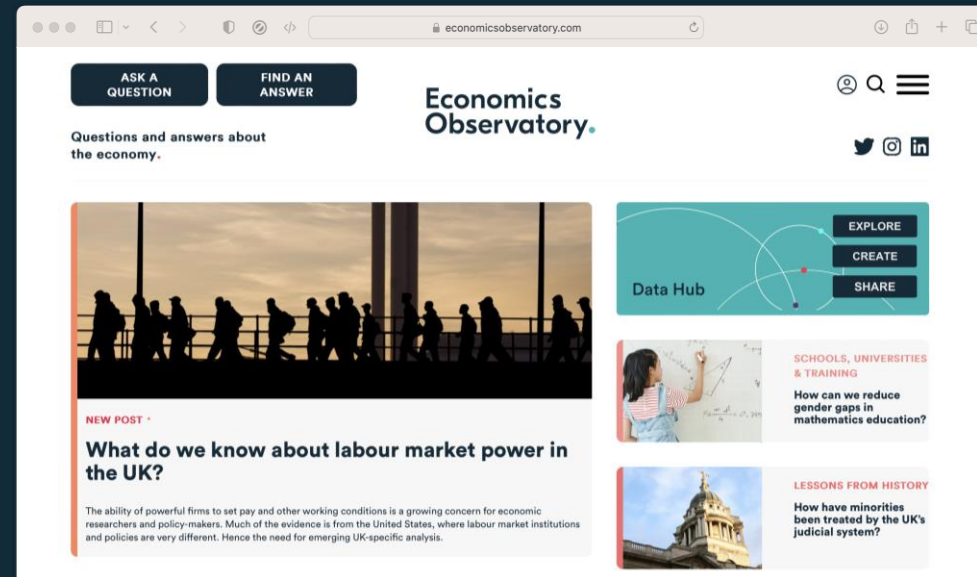 economicsobservatory.com
ASK A
QUESTION
FIND AN
ANSWER
Economics
Observatory.
Questions and answers about
the economy.
NEW POST
What do we know about labour market power in
the UK?
The ability of powerful firms to set pay and other working conditions is a growing concern for economic
researchers and policy-makers. Much of the evidence is from the United States, where labour market institutions
and policies are very different. Hence the need for emerging UK-specific analysis.
Data Hub
EXPLORE
CREATE
SHARE
SCHOOLS, UNIVERSITIES
& TRAINING
How can we reduce
gender gaps in
mathematics education?
LESSONS FROM HISTORY
How have minorities
been treated by the UK's
judicial system?